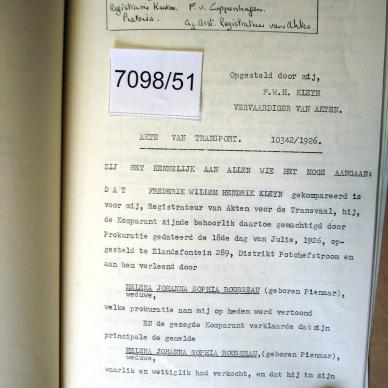 Registrasie Kantoor. F. v. Coppenhagen.
Pretoria. Ag. Asst. Registrateur van Akten.
7098/51
Opgesteld door mij,
F.W.H. KLEYN
VERVAARDIGER VAN AKTEN.
AKTE VAN TRANSPORT. 10342/1926.
ZIJ HET KENNELIJK AAN ALLEN WIE HET MOGE AANGAAN:
DAT FREDERIK WILLEM HENDRIK KLEYN gekompareerd is
voor mij, Registrateur van Akten voor de Transvaal, hij,
de Komparant zijnde behoorlik daartoe gemachtigd door
Prokuratie gedateerd de 18de dag van Julie, 1926, op-
gesteld te Elandsfontein 289, Distrikt Potchefstroom en
aan hem verleend door
HELENA JOHANNA SOPHIA ROUSSEAU (geboren Pienaar),
weduwe,
welke prokuratie aan mij op heden werd vertoond
EN de gezegde Komparant verklaarde dat zijn
principale de gemelde
HELENA JOHANNA SOPHIA ROUSSEAU,(geboren Pienaar),
weduwe,
waarlik en wettiglik had verkocht, en dat hij in zijn